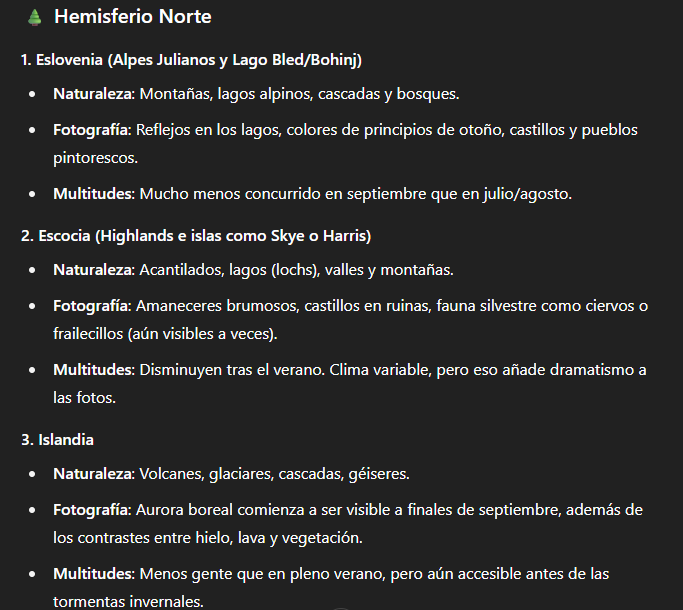 🌲 Hemisferio Norte
1. Eslovenia (Alpes Julianos y Lago Bled/Bohinj)
• Naturaleza: Montañas, lagos alpinos, cascadas y bosques.
• Fotografía: Reflejos en los lagos, colores de principios de otoño, castillos y pueblos
pintorescos.
• Multitudes: Mucho menos concurrido en septiembre que en julio/agosto.
2. Escocia (Highlands e islas como Skye o Harris)
• Naturaleza: Acantilados, lagos (lochs), valles y montañas.
• Fotografía: Amaneceres brumosos, castillos en ruinas, fauna silvestre como ciervos o
frailecillos (aún visibles a veces).
• Multitudes: Disminuyen tras el verano. Clima variable, pero eso añade dramatismo a
las fotos.
3. Islandia
• Naturaleza: Volcanes, glaciares, cascadas, géiseres.
• Fotografía: Aurora boreal comienza a ser visible a finales de septiembre, además de
los contrastes entre hielo, lava y vegetación.
• Multitudes: Menos gente que en pleno verano, pero aún accesible antes de las
tormentas invernales.